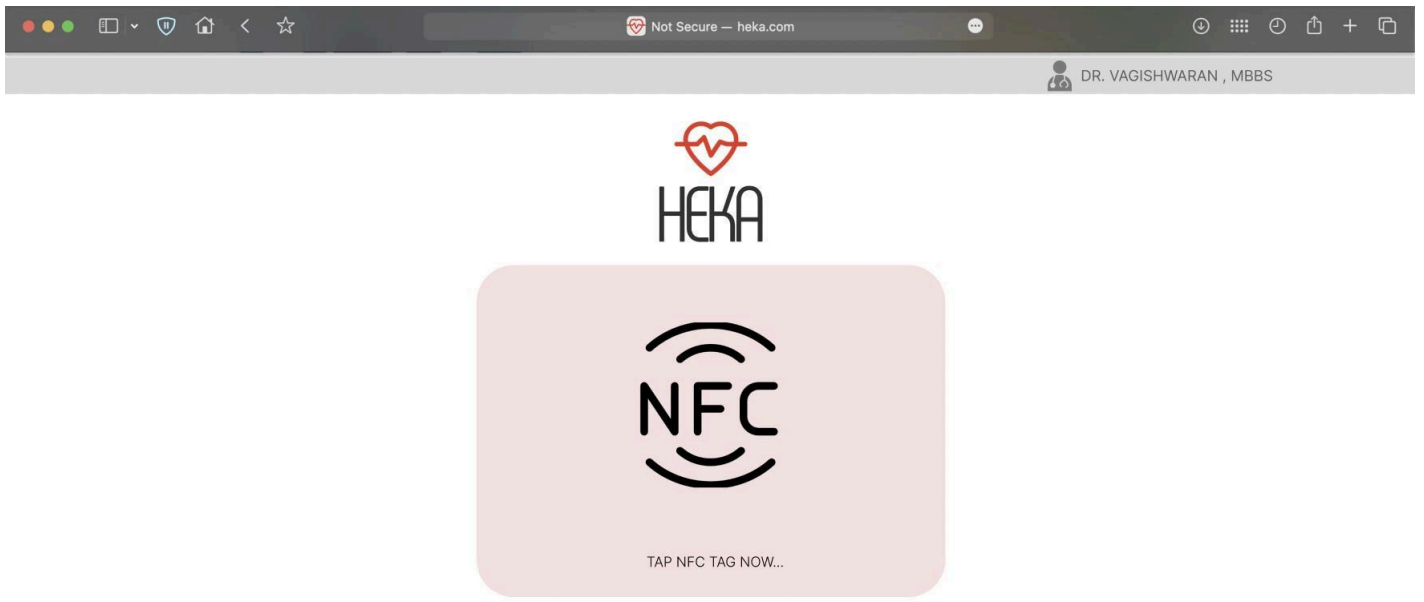 Not Secure — heka.com
DR. VAGISHWARAN , MBBS
HEKA
NFC
TAP NFC TAG NOW...